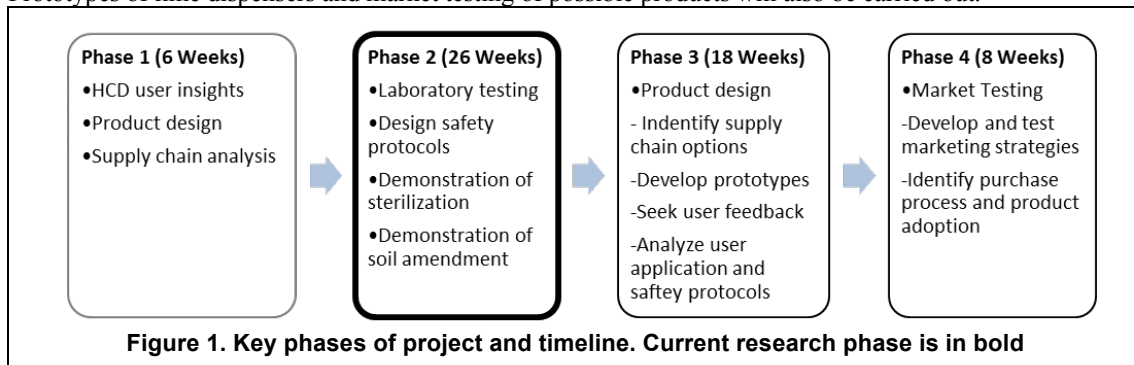 Prototypes of lime dispensers and market testing of possible products will also be carried out.
Phase 1 (6 Weeks)
•HCD user insights
•Product design
•Supply chain analysis
Phase 2 (26 Weeks)
•Laboratory testing
•Design safety
protocols
•Demonstration of
sterilization
•Demonstration of
soil amendment
Phase 3 (18 Weeks)
•Product design
- Indentify supply
chain options
-Develop prototypes
-Seek user feedback
-Analyze user
application and
saftey protocols
Phase 4 (8 Weeks)
•Market Testing
-Develop and test
marketing strategies
-Identify purchase
process and product
adoption
Figure 1. Key phases of project and timeline. Current research phase is in bold